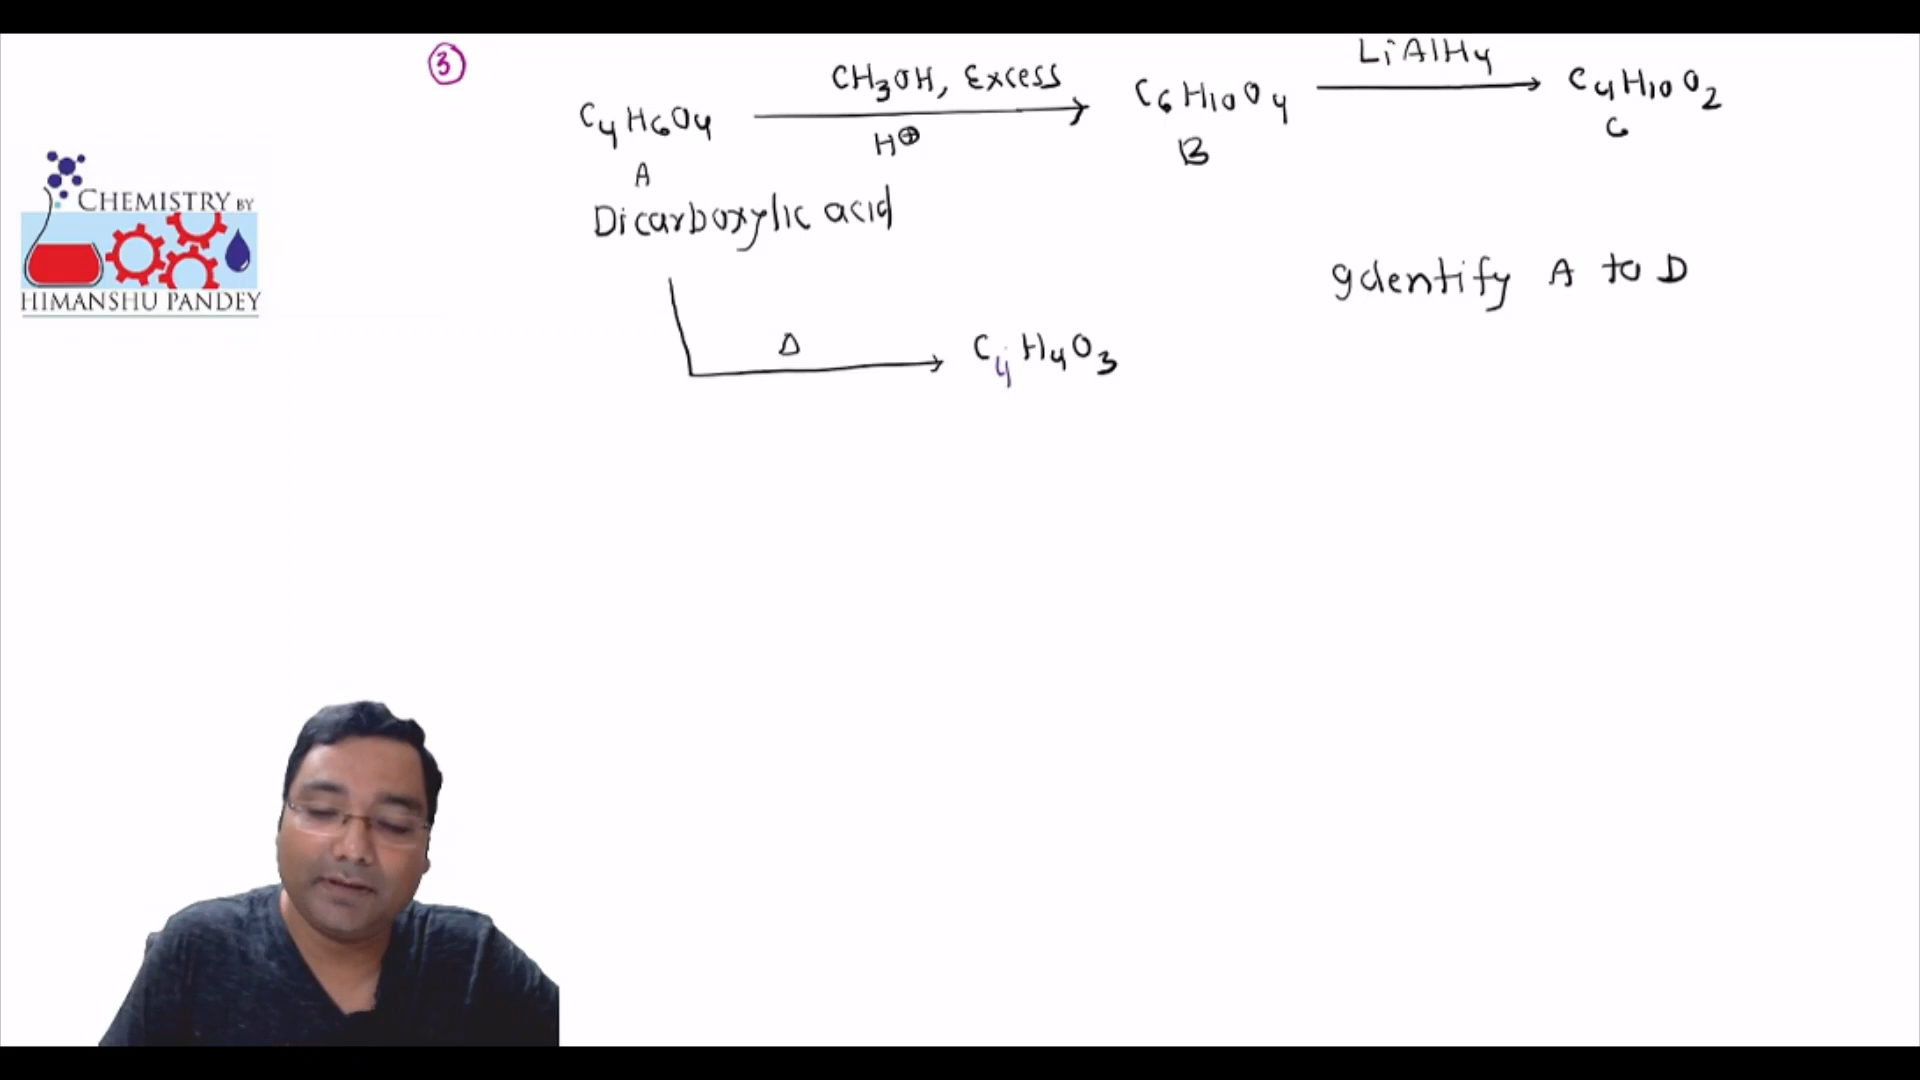 3
CH3OH, Excess
LiAlH4
C4H6O4
H⊕
C6H10O4
C4H10O2
A
B
C
Dicarboxylic acid
CHEMISTRY BY
HIMANSHU PANDEY
Identify A to D
Δ
C4H4O3